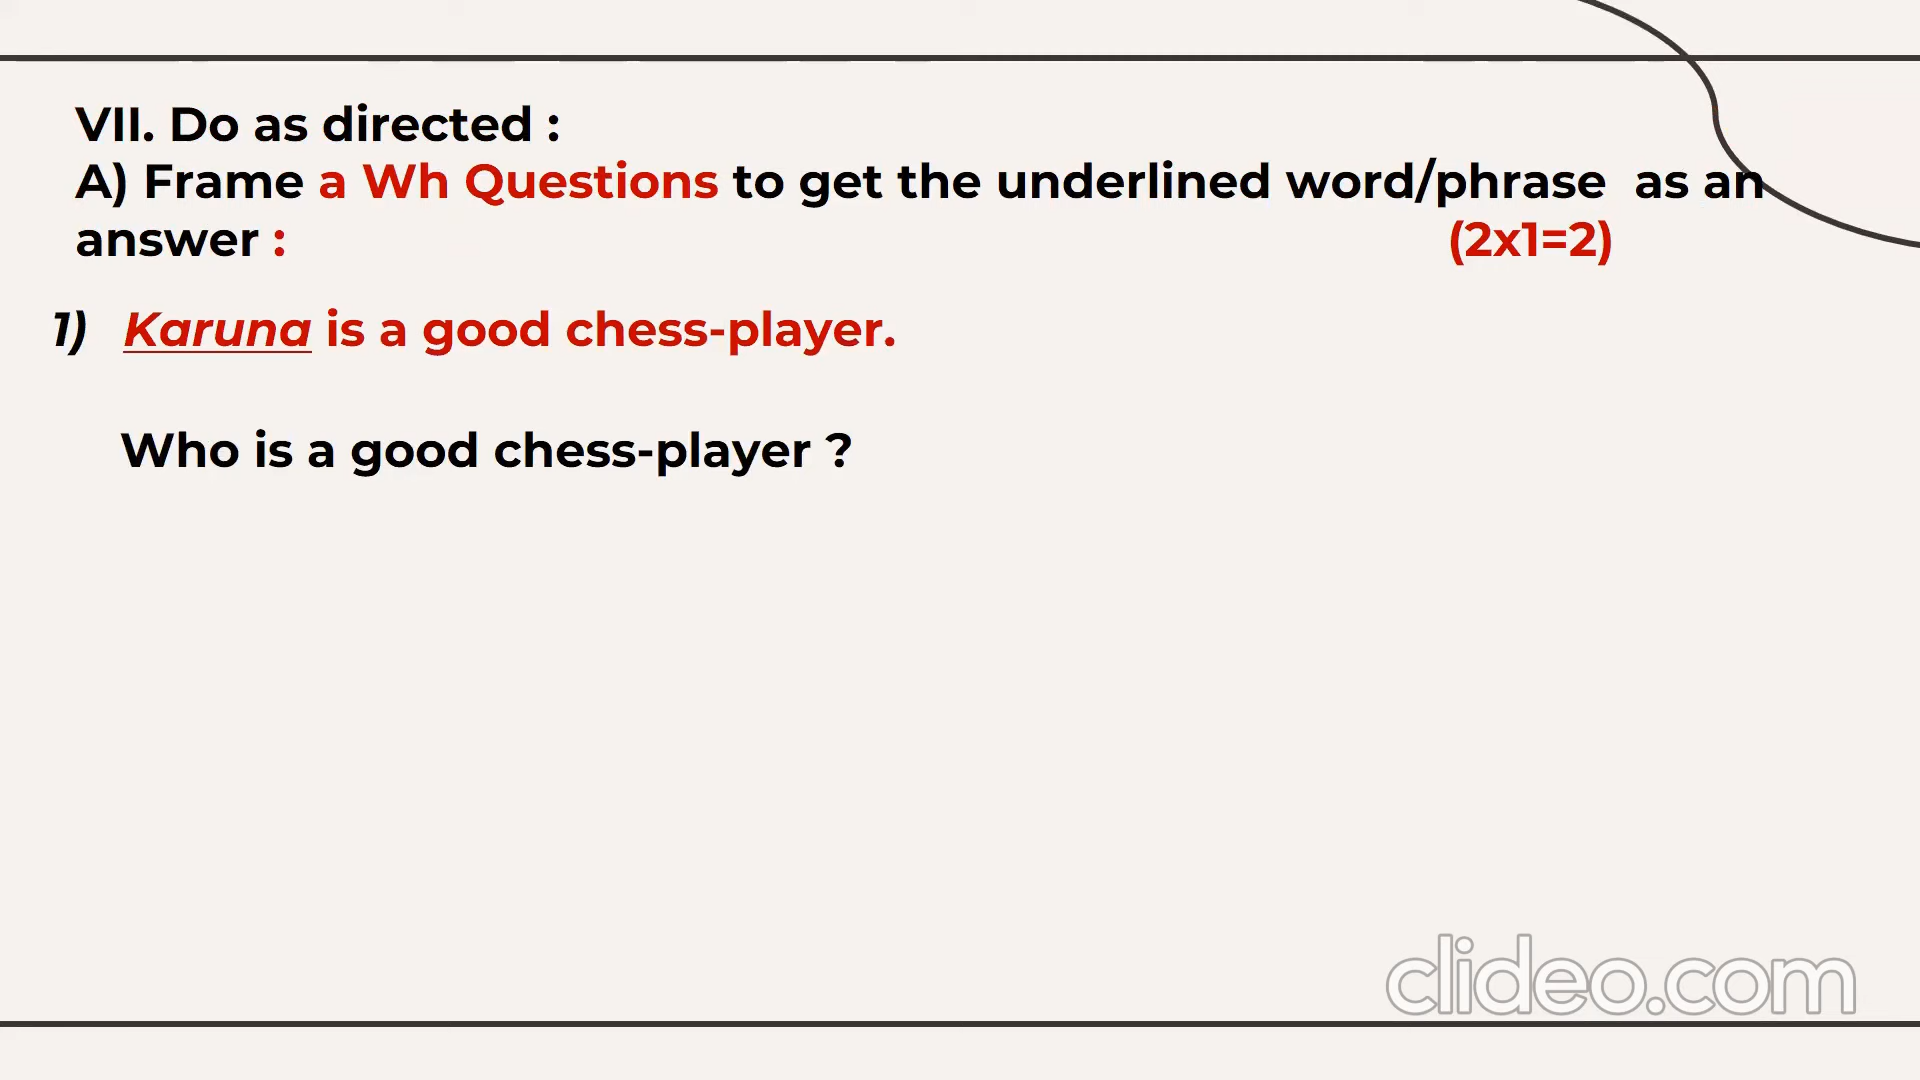 VII. Do as directed :
A) Frame a Wh Questions to get the underlined word/phrase as an
answer : (2x1=2)
1) Karuna is a good chess-player.
Who is a good chess-player ?
clideo.com